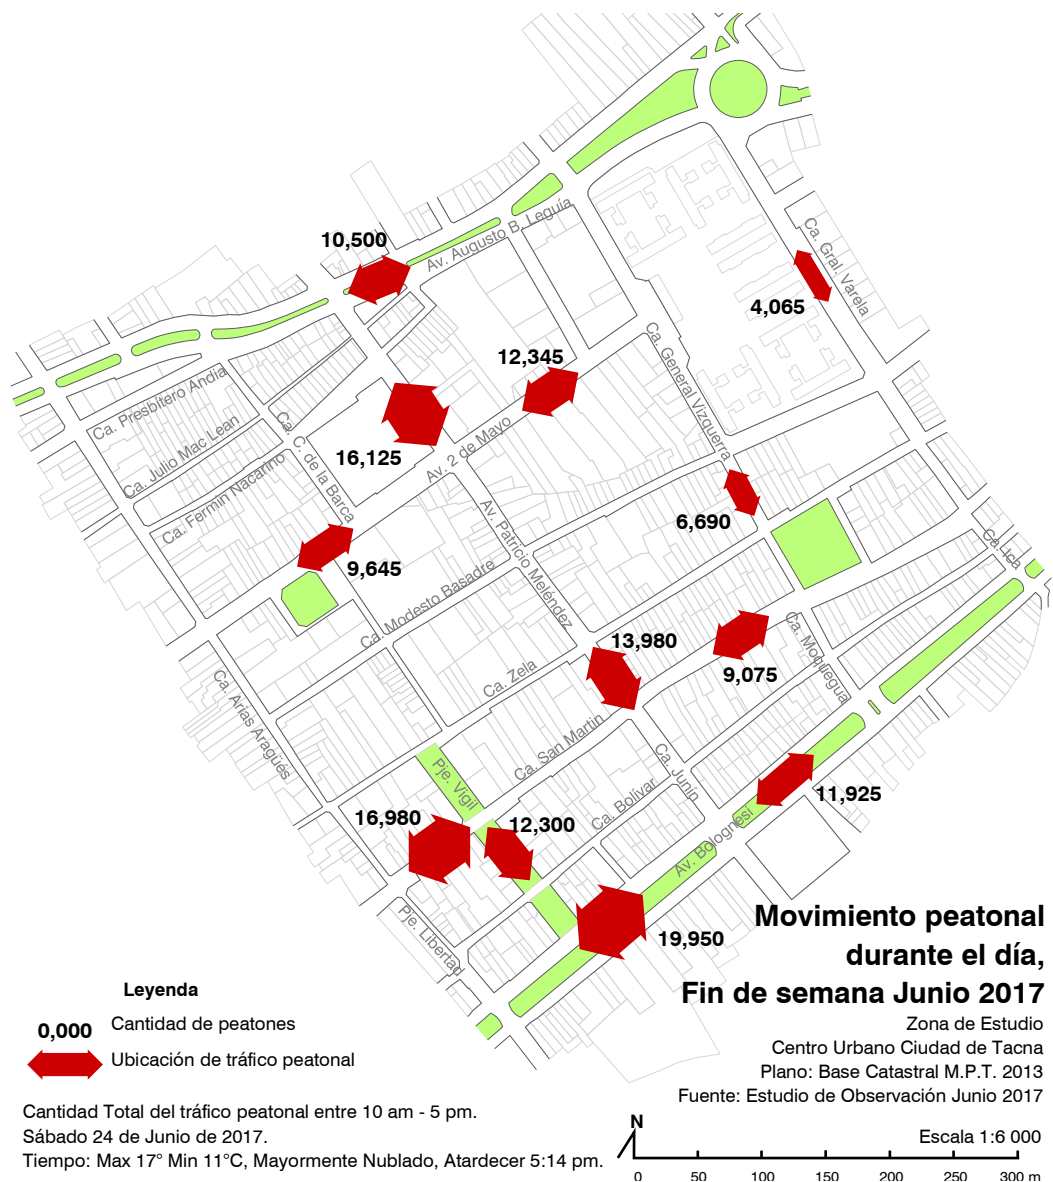 10,500
Av. Augusto B. Leguía
Ca. Gral. Varela
4,065
12,345
Ca. General Vizquerra
Ca. Presbítero Andia
Ca. Julio Mac Lean
Ca. C. de la Barca
16,125
Av. 2 de Mayo
Ca. Fermin Nacarino
6,690
Av. Patricio Meléndez
Ca. Ica
9,645
Ca. Modesto Basadre
13,980
Ca. Moquegua
9,075
Ca. Zela
Ca. Arias Aragüés
Ca. San Martin
Pje. Vigil
Ca. Junin
Ca. Bolivar
11,925
16,980
12,300
Av. Bolognesi
Pje. Libertad
19,950
Movimiento peatonal
durante el día,
Fin de semana Junio 2017
Zona de Estudio
Centro Urbano Ciudad de Tacna
Plano: Base Catastral M.P.T. 2013
Fuente: Estudio de Observación Junio 2017
Leyenda
0,000 Cantidad de peatones
Ubicación de tráfico peatonal
Cantidad Total del tráfico peatonal entre 10 am - 5 pm.
Sábado 24 de Junio de 2017.
Tiempo: Max 17° Min 11°C, Mayormente Nublado, Atardecer 5:14 pm.
N
Escala 1:6 000
0 50 100 150 200 250 300 m